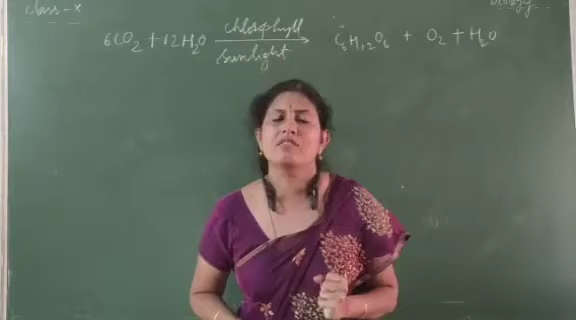 Class-X
Biology
6CO₂ + 12H₂O chlorophyll sunlight → C₆H₁₂O₆ + O₂ + H₂O